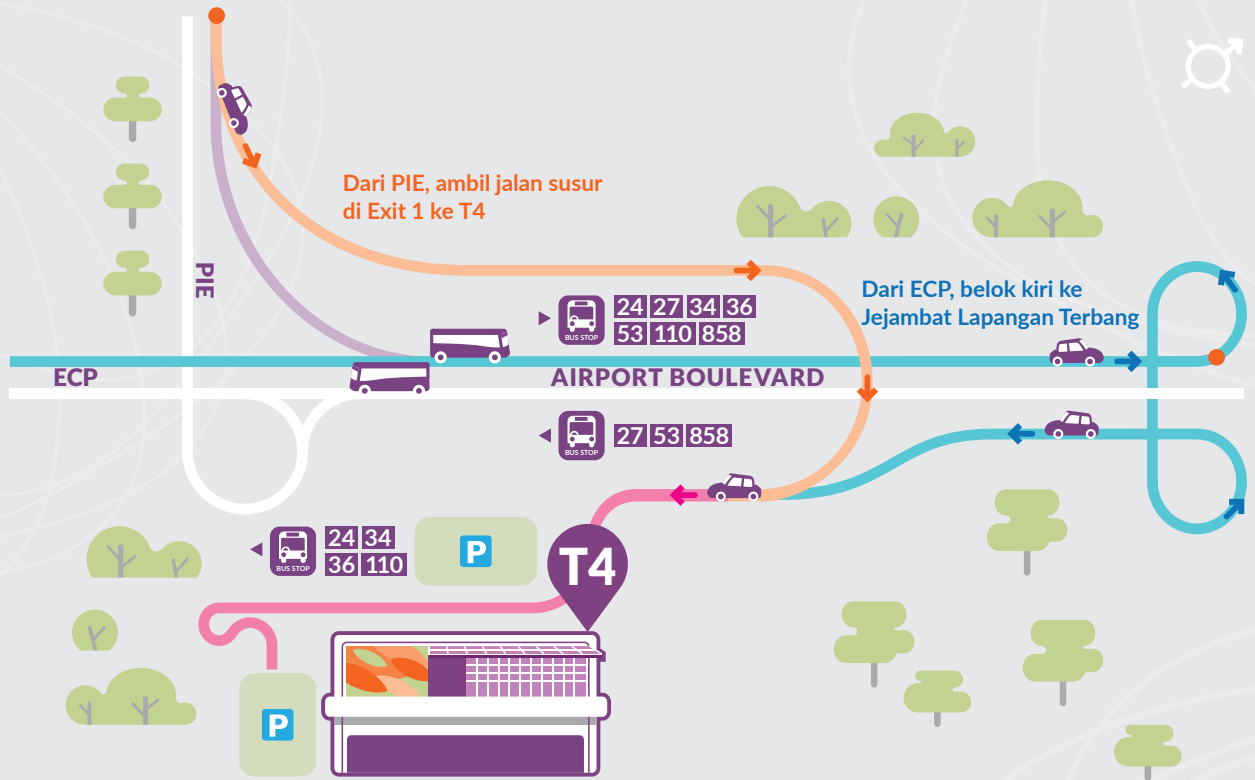 Dari PIE, ambil jalan susur
di Exit 1 ke T4
PIE
Dari ECP, belok kiri ke
Jejambat Lapangan Terbang
BUS STOP
24 27 34 36
53 110 858
ECP
AIRPORT BOULEVARD
BUS STOP
27 53 858
BUS STOP
24 34
36 110
P
T4
P